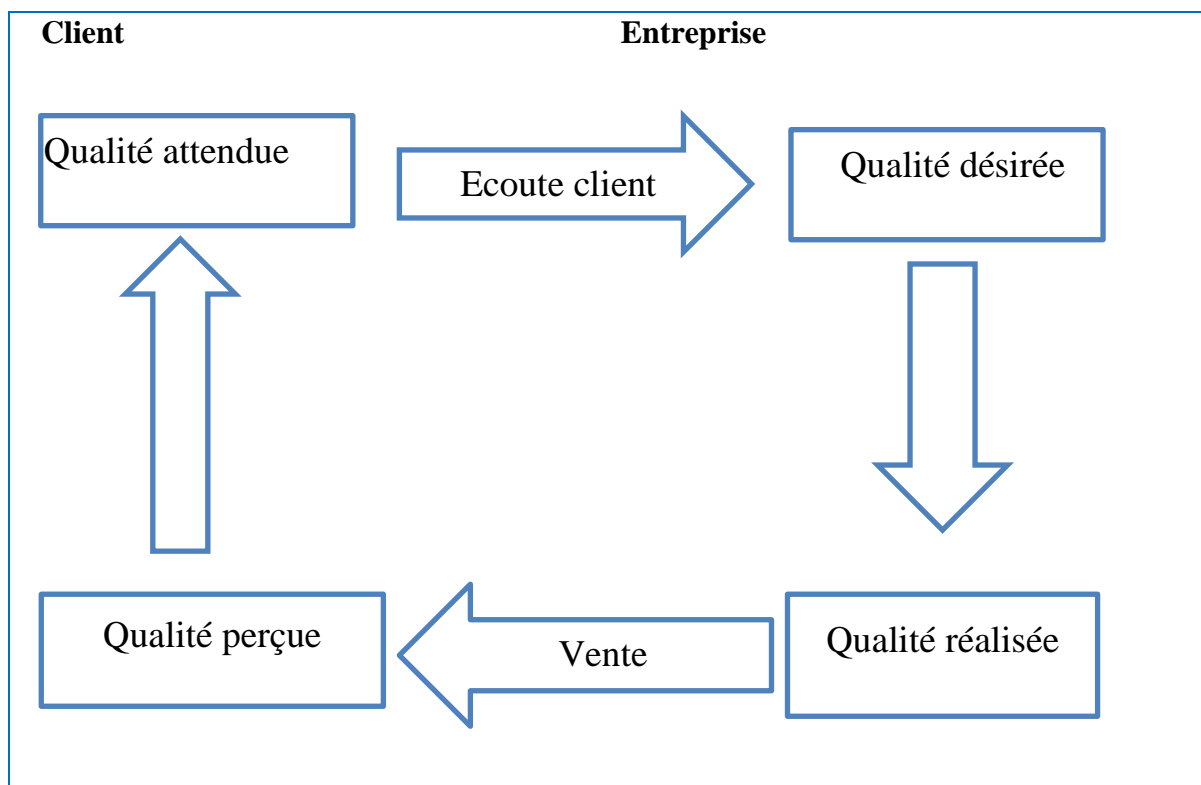 Client
Entreprise
Qualité attendue
Ecoute client
Qualité désirée
Qualité perçue
Vente
Qualité réalisée